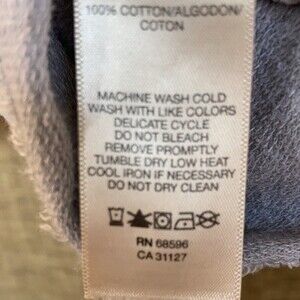 100% COTTON/ALGODON/
COTON
MACHINE WASH COLD
WASH WITH LIKE COLORS
DELICATE CYCLE
DO NOT BLEACH
REMOVE PROMPTLY
TUMBLE DRY LOW HEAT
COOL IRON IF NECESSARY
DO NOT DRY CLEAN
RN 68596
CA 31127